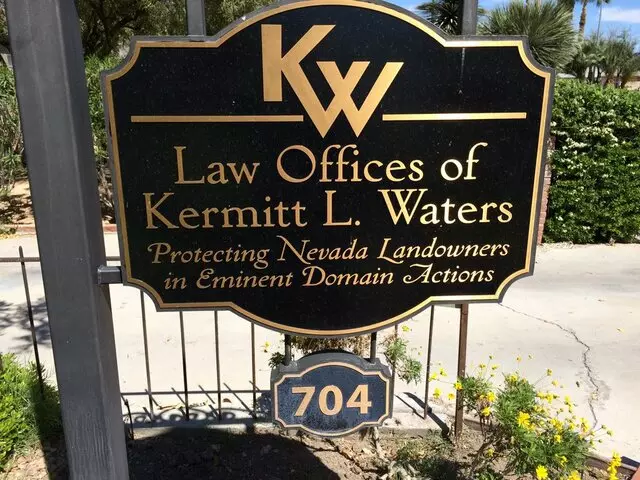 KW
Law Offices of
Kermitt L. Waters
Protecting Nevada Landowners
in Eminent Domain Actions
704